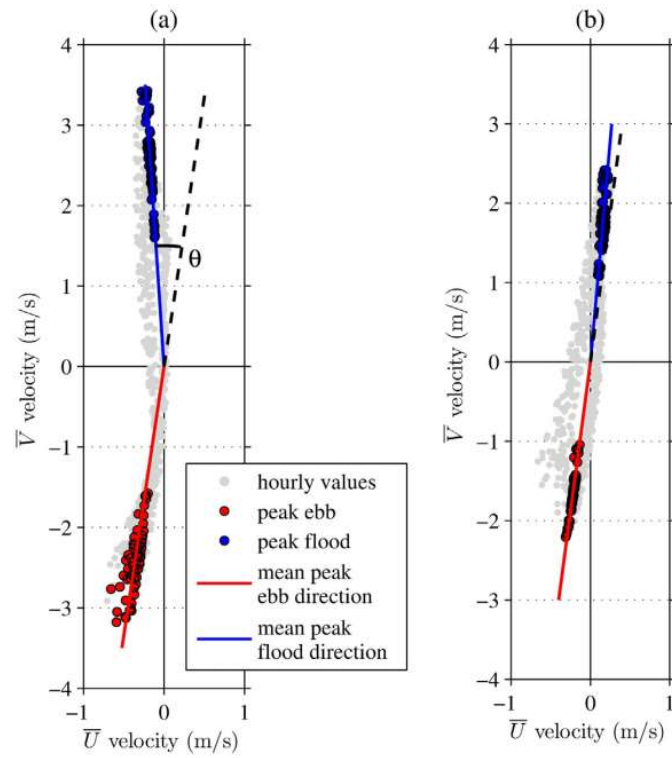 (a)
4
3
2
1
0
−1
−2
−3
−4
−1
0
1
θ
V velocity (m/s)
U velocity (m/s)
hourly values
peak ebb
peak flood
mean peak
ebb direction
mean peak
flood direction
(b)
4
3
2
1
0
−1
−2
−3
−4
−1
0
1
V velocity (m/s)
U velocity (m/s)